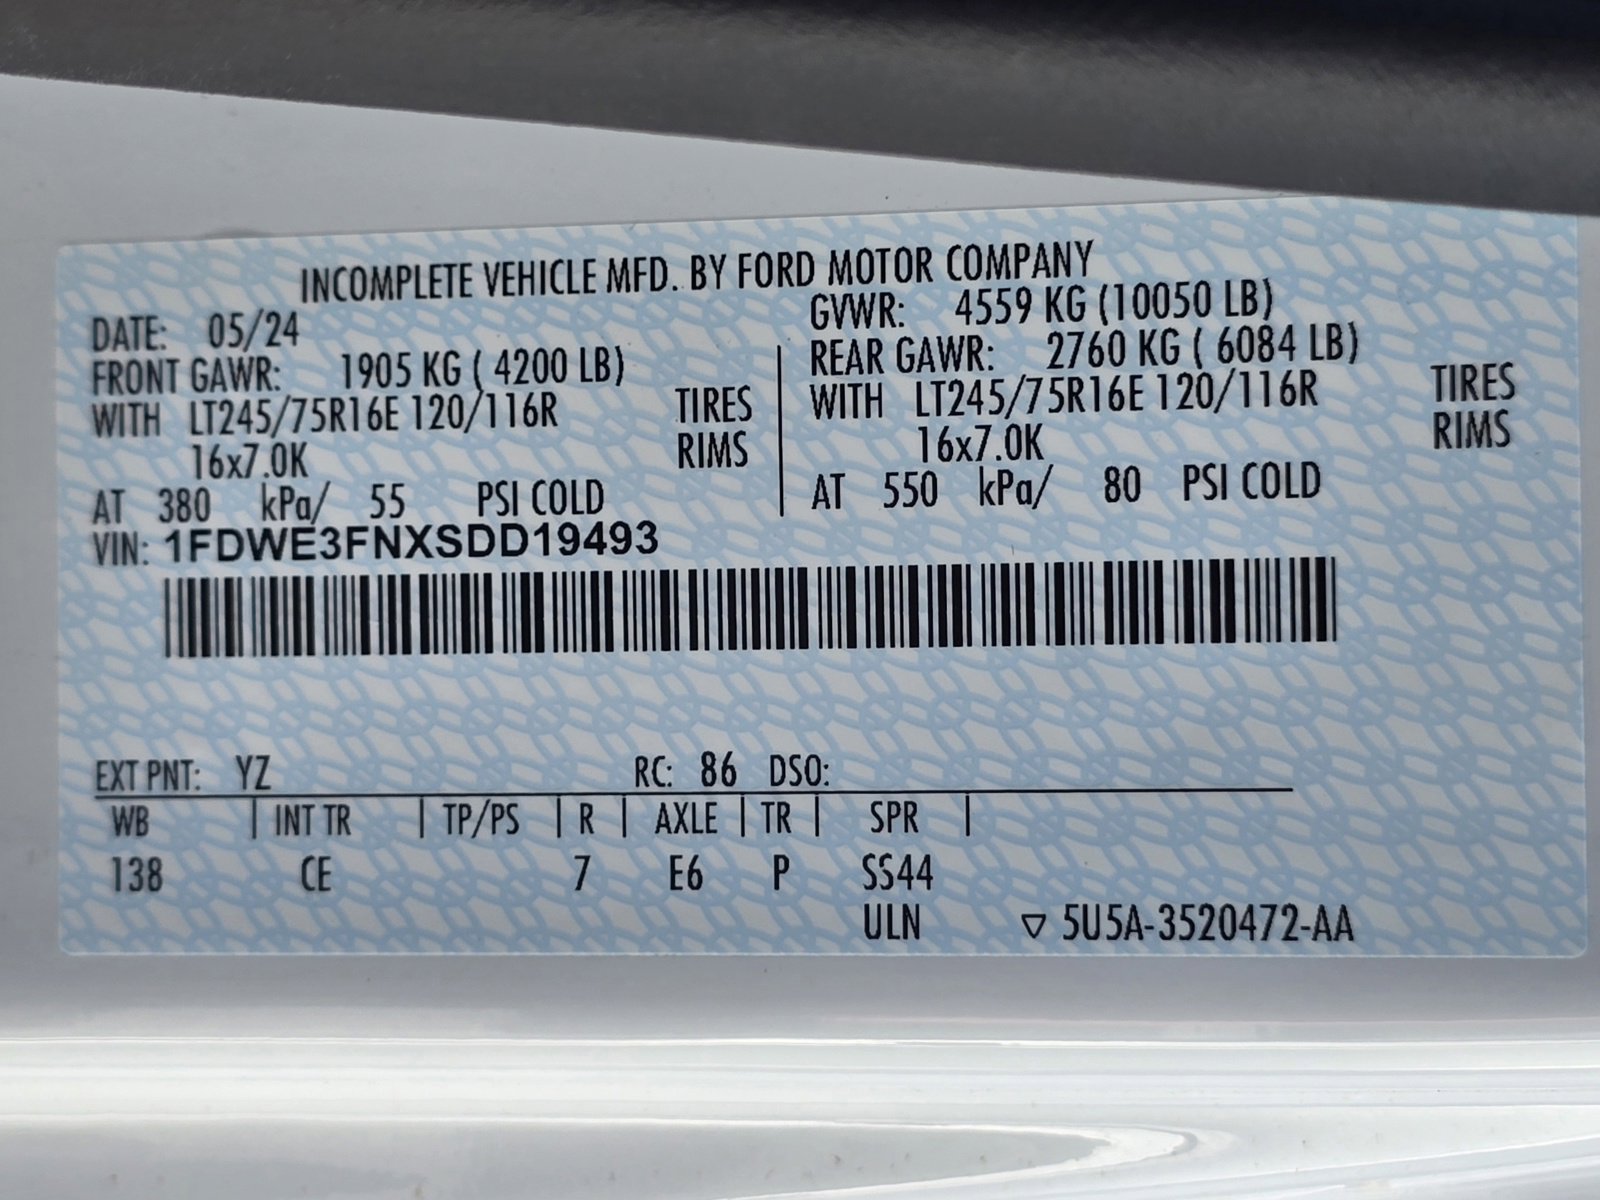 INCOMPLETE VEHICLE MFD. BY FORD MOTOR COMPANY
DATE: 05/24
GVWR: 4559 KG (10050 LB)
FRONT GAWR: 1905 KG ( 4200 LB)
REAR GAWR: 2760 KG ( 6084 LB)
WITH LT245/75R16E 120/116R TIRES
WITH LT245/75R16E 120/116R TIRES
16x7.0K RIMS
16x7.0K RIMS
AT 380 kPa/ 55 PSI COLD
AT 550 kPa/ 80 PSI COLD
VIN: 1FDWE3FNXSDD19493
EXT PNT: YZ RC: 86 DSO:
WB | INT TR | TP/PS | R | AXLE | TR | SPR |
138 CE 7 E6 P SS44
ULN ▽ 5U5A-3520472-AA